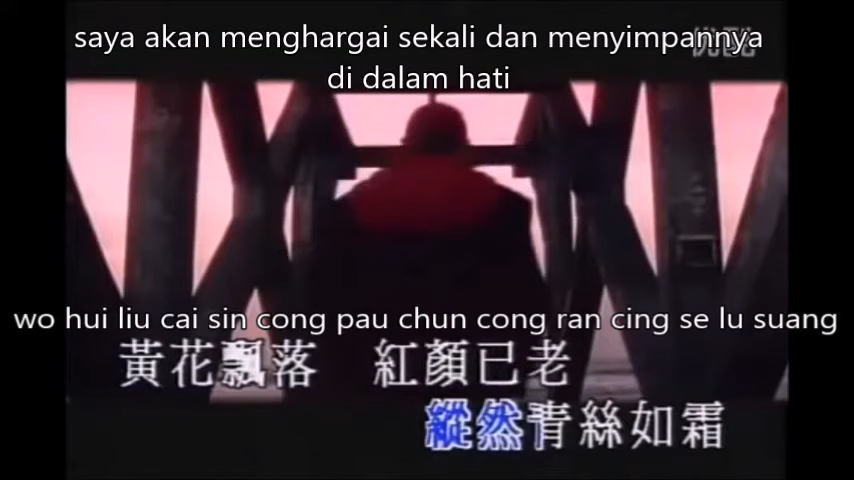 saya akan menghargai sekali dan menyimpannya
di dalam hati
wo hui liu cai sin cong pau chun cong ran cing se lu suang
黃花飄落 紅顏已老
縱然青絲如霜